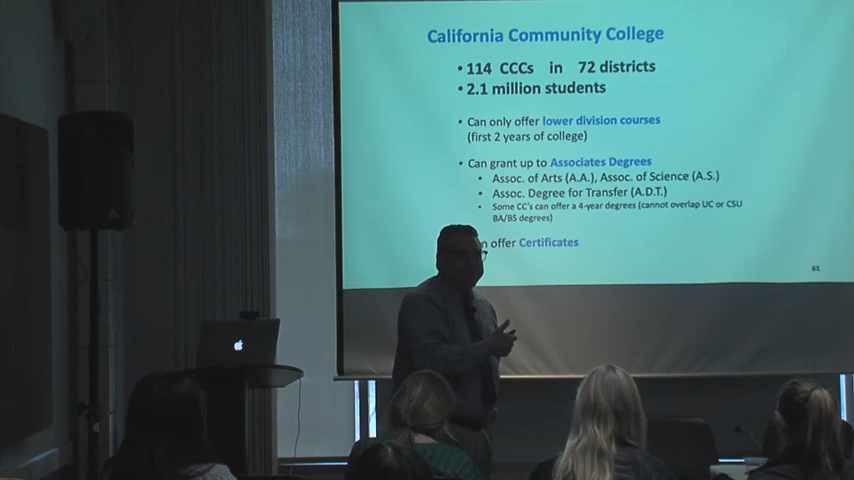 California Community College
• 114 CCCs in 72 districts
• 2.1 million students
• Can only offer lower division courses
(first 2 years of college)
• Can grant up to Associates Degrees
• Assoc. of Arts (A.A.), Assoc. of Science (A.S.)
• Assoc. Degree for Transfer (A.D.T.)
• Some CC's can offer a 4-year degrees (cannot overlap UC or CSU
BA/BS degrees)
offer Certificates
61